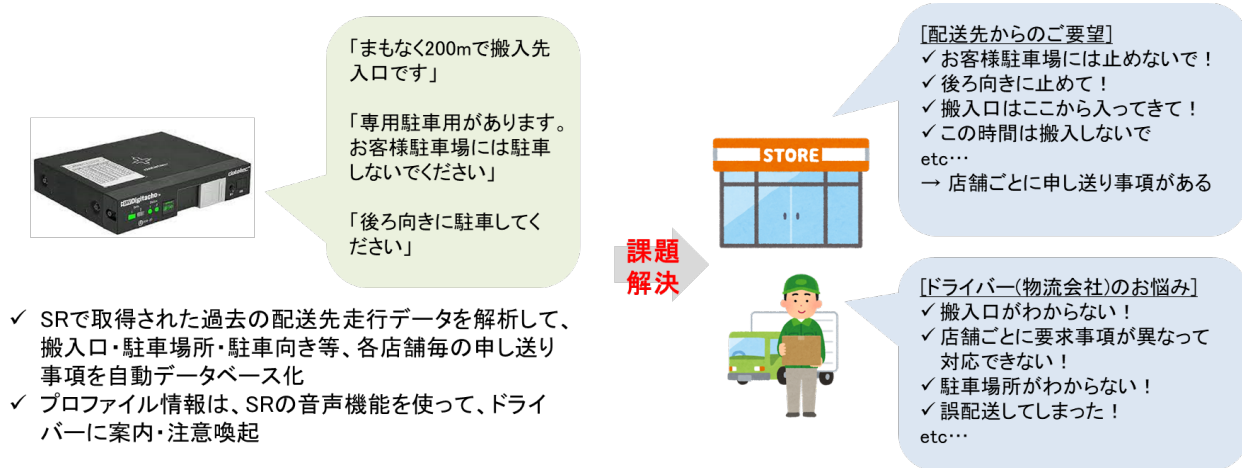 「まもなく200mで搬入先
入口です」
「専用駐車用があります。
お客様駐車場には駐車
しないでください」
「後ろ向きに駐車してく
ださい」
datatec
Digitacho
✓ SRで取得された過去の配送先走行データを解析して、
搬入口・駐車場所・駐車向き等、各店舗毎の申し送り
事項を自動データベース化
✓ プロファイル情報は、SRの音声機能を使って、ドライ
バーに案内・注意喚起
課題
解決
[配送先からのご要望]
✓お客様駐車場には止めないで！
✓後ろ向きに止めて！
✓搬入口はここから入ってきて！
✓この時間は搬入しないで
etc…
→ 店舗ごとに申し送り事項がある
STORE
[ドライバー(物流会社)のお悩み]
✓搬入口がわからない！
✓店舗ごとに要求事項が異なって
対応できない！
✓駐車場所がわからない！
✓誤配送してしまった！
etc…